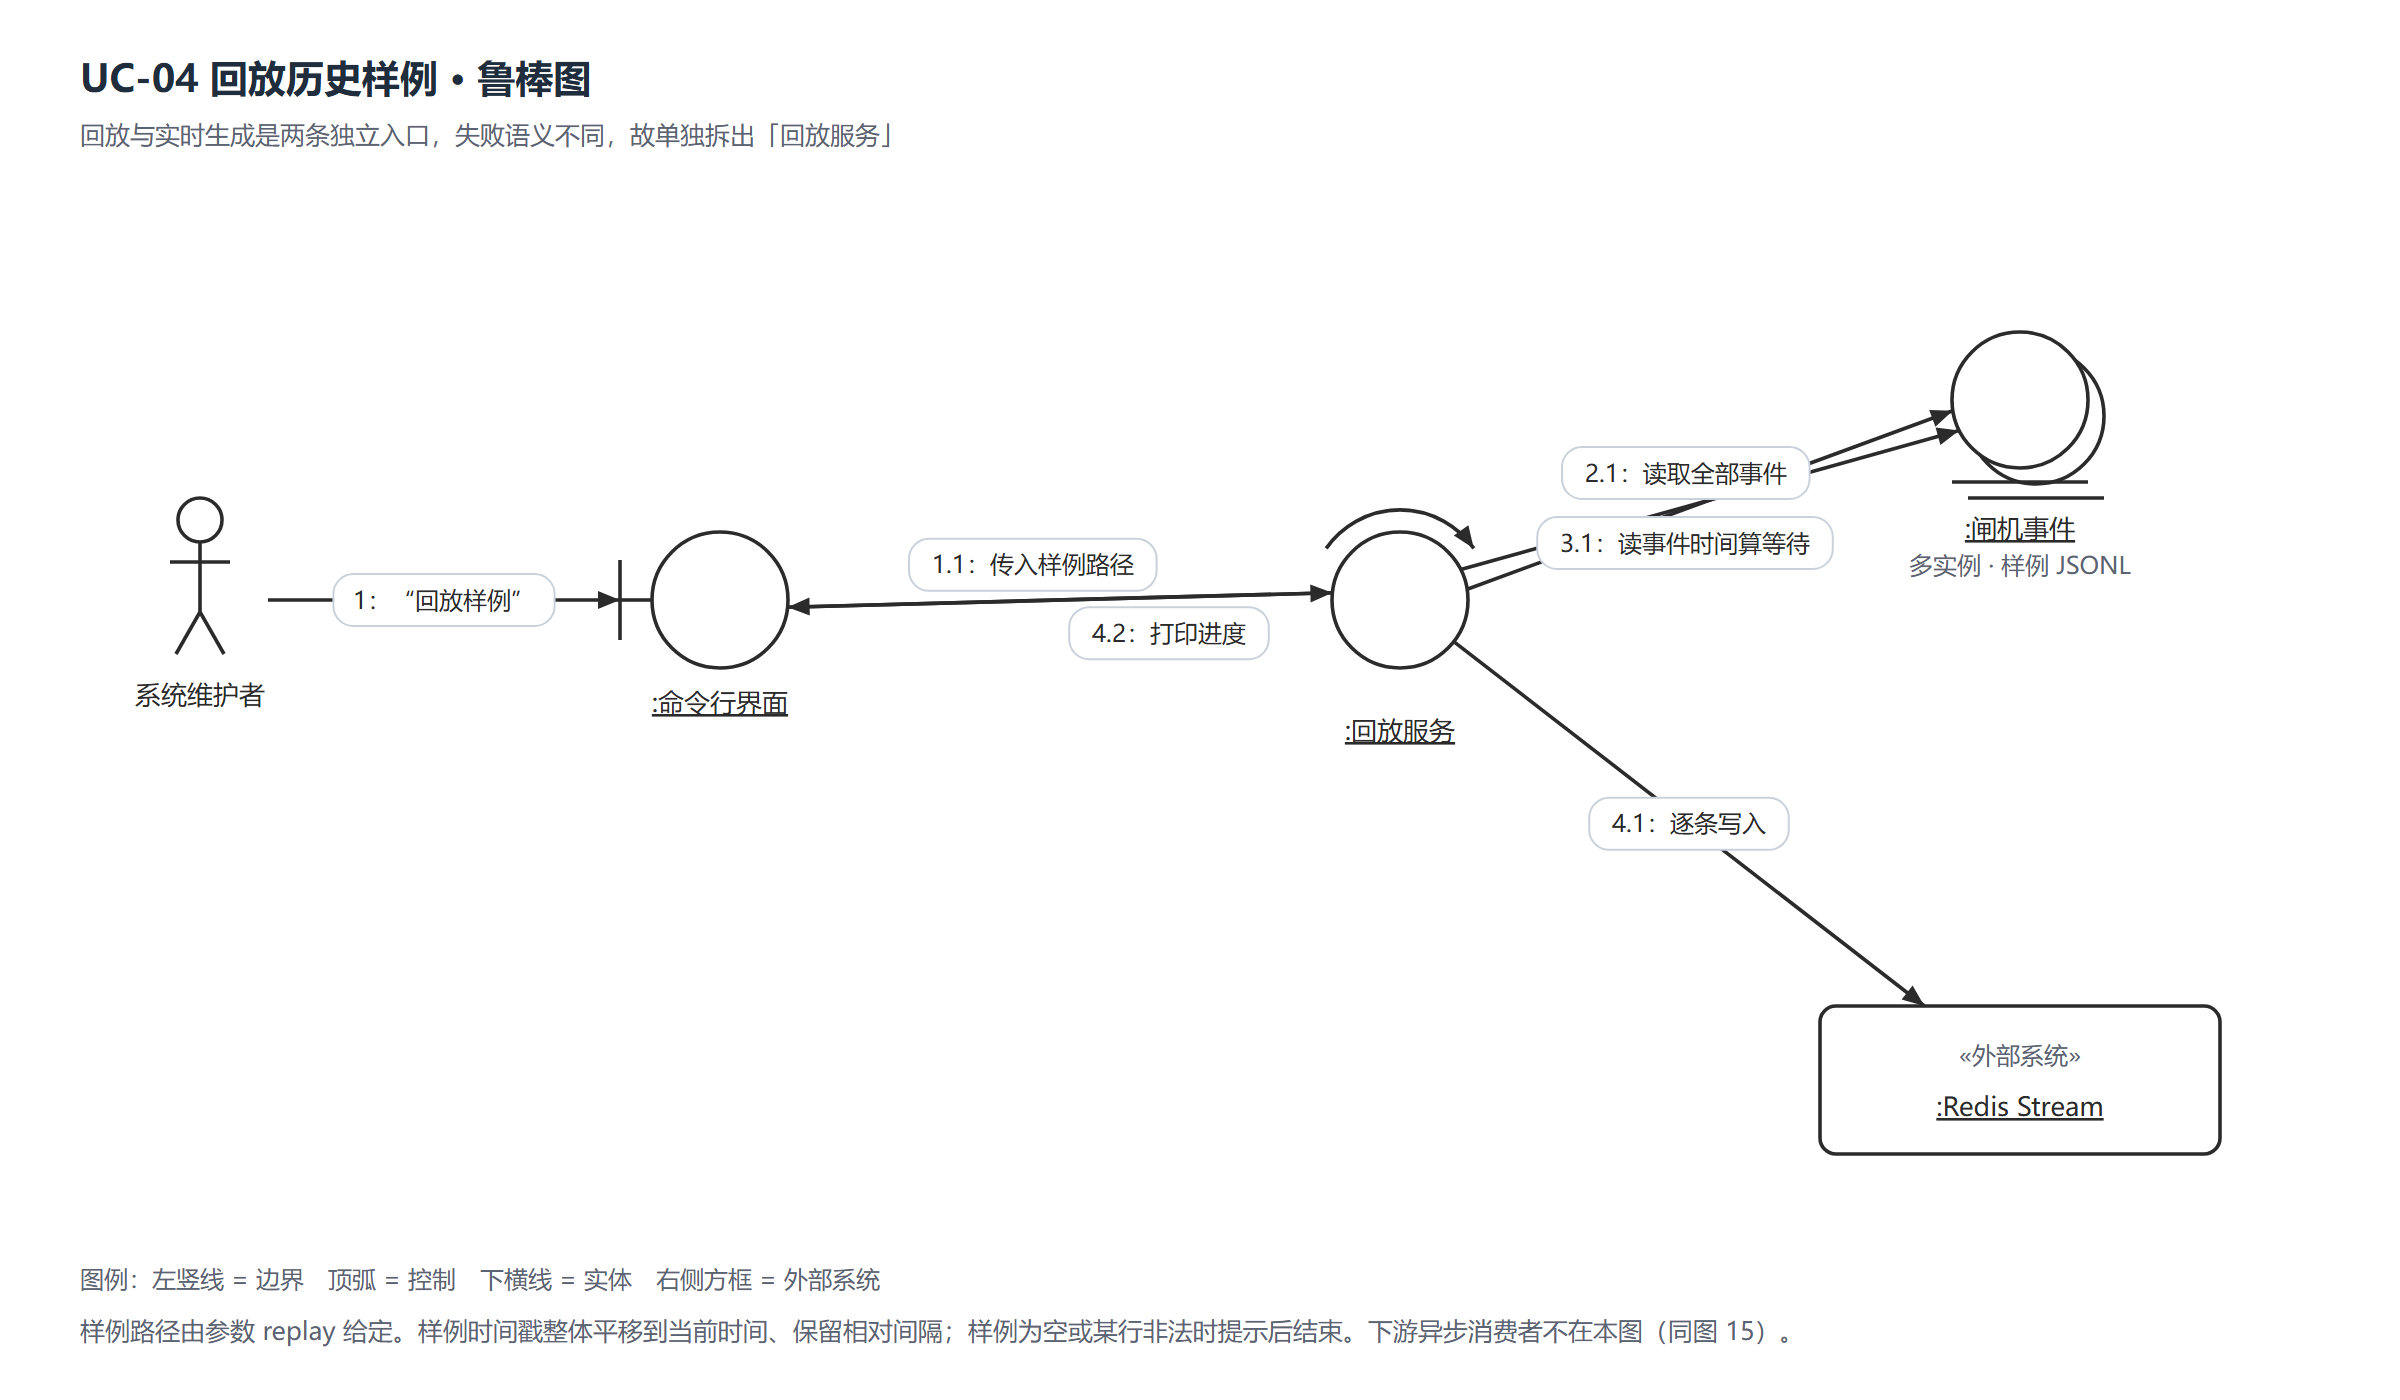 UC-04 回放历史样例 • 鲁棒图
回放与实时生成是两条独立入口，失败语义不同，故单独拆出「回放服务」
2.1：读取全部事件
3.1：读事件时间算等待
:闸机事件
多实例 · 样例 JSONL
1：“回放样例”
1.1：传入样例路径
4.2：打印进度
系统维护者
:命令行界面
:回放服务
4.1：逐条写入
«外部系统»
:Redis Stream
图例：左竖线 = 边界　顶弧 = 控制　下横线 = 实体　右侧方框 = 外部系统
样例路径由参数 replay 给定。样例时间戳整体平移到当前时间、保留相对间隔；样例为空或某行非法时提示后结束。下游异步消费者不在本图（同图 15）。